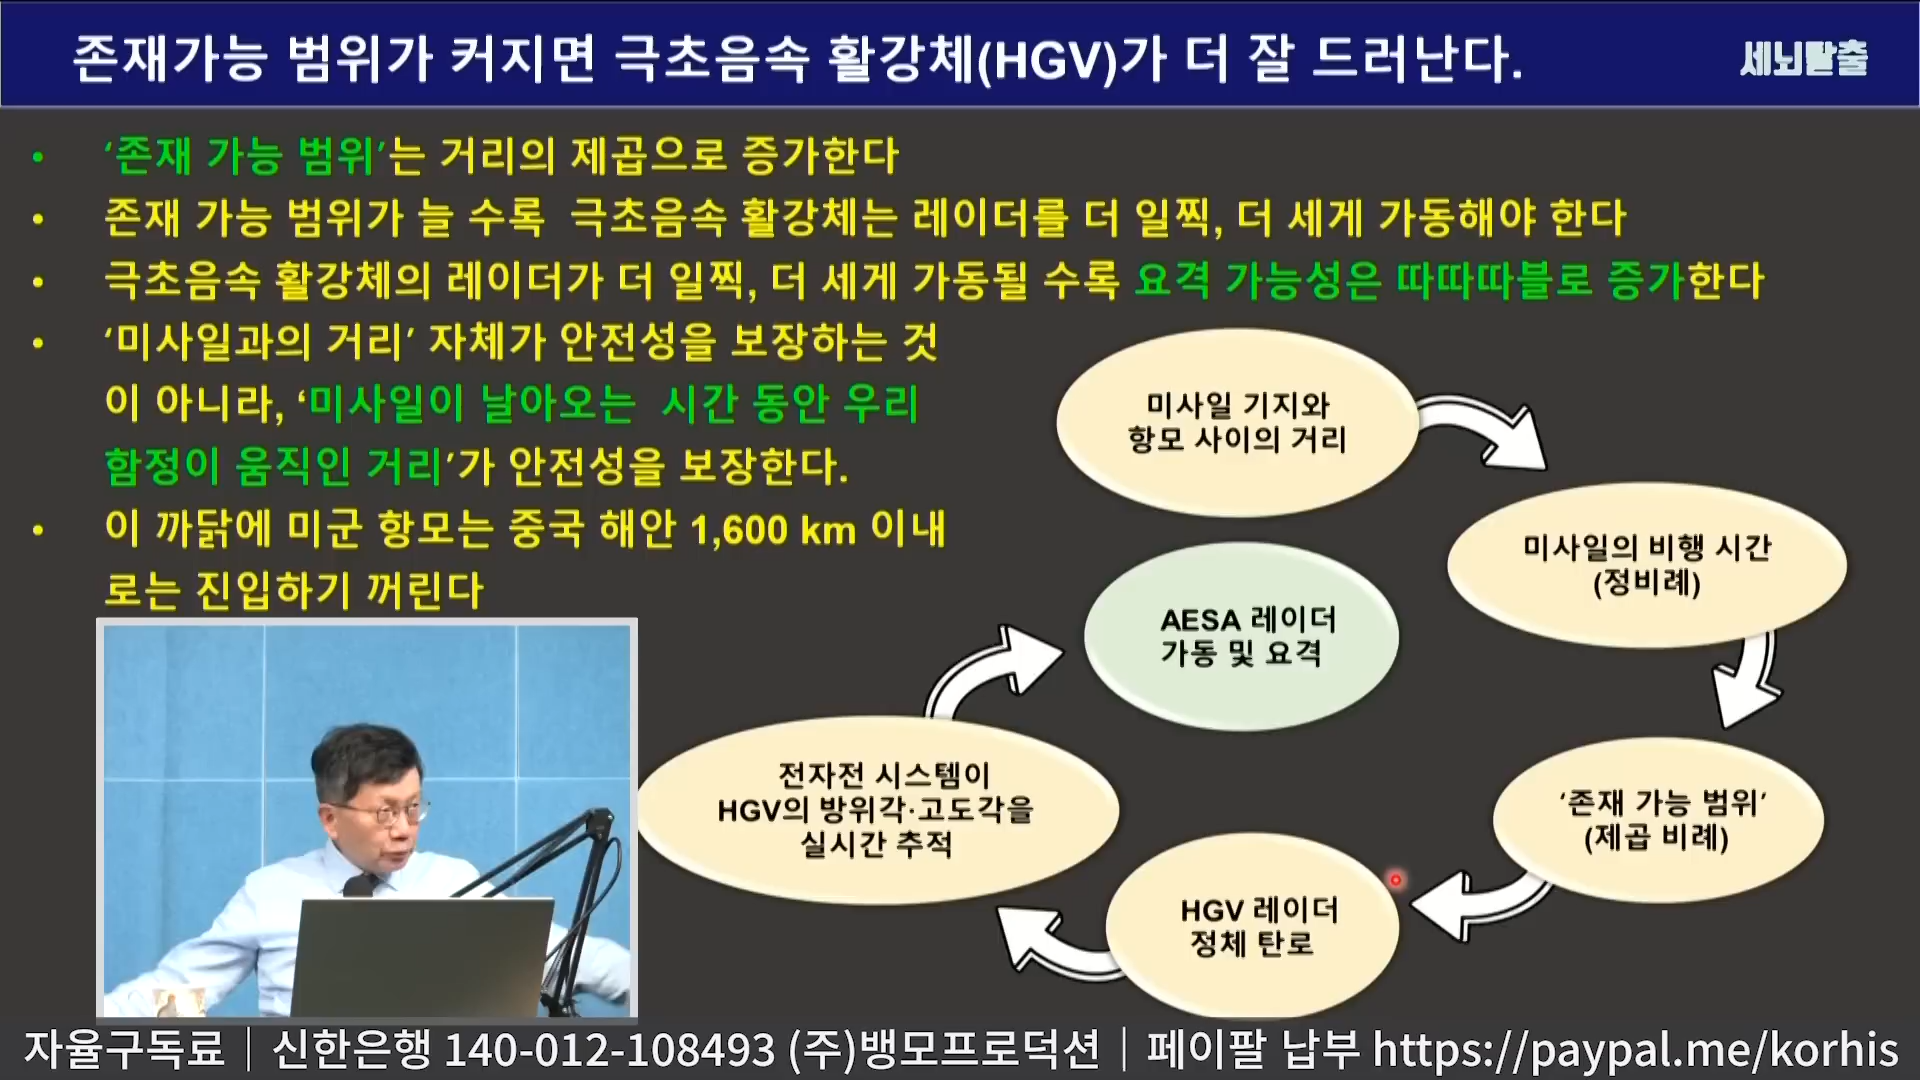 존재가능 범위가 커지면 극초음속 활강체(HGV)가 더 잘 드러난다.
세뇌탈출
• ‘존재 가능 범위’는 거리의 제곱으로 증가한다
• 존재 가능 범위가 늘 수록 극초음속 활강체는 레이더를 더 일찍, 더 세게 가동해야 한다
• 극초음속 활강체의 레이더가 더 일찍, 더 세게 가동될 수록 요격 가능성은 따따따블로 증가한다
• ‘미사일과의 거리’ 자체가 안전성을 보장하는 것
이 아니라, ‘미사일이 날아오는 시간 동안 우리
함정이 움직인 거리’가 안전성을 보장한다.
• 이 까닭에 미군 항모는 중국 해안 1,600 km 이내
로는 진입하기 꺼린다
미사일 기지와
항모 사이의 거리
미사일의 비행 시간
(정비례)
‘존재 가능 범위’
(제곱 비례)
HGV 레이더
정체 탄로
전자전 시스템이
HGV의 방위각·고도각을
실시간 추적
AESA 레이더
가동 및 요격
자율구독료│신한은행 140-012-108493 (주)뱅모프로덕션│페이팔 납부 https://paypal.me/korhis